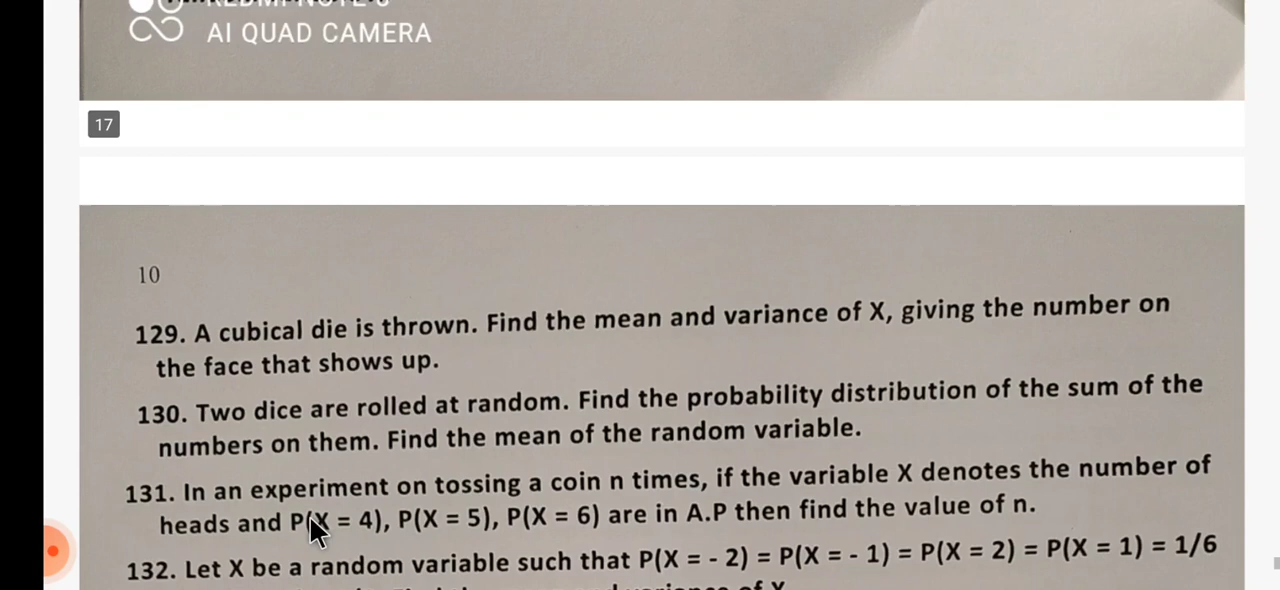 AI QUAD CAMERA
17
10
129. A cubical die is thrown. Find the mean and variance of X, giving the number on
the face that shows up.
130. Two dice are rolled at random. Find the probability distribution of the sum of the
numbers on them. Find the mean of the random variable.
131. In an experiment on tossing a coin n times, if the variable X denotes the number of
heads and P(X = 4), P(X = 5), P(X = 6) are in A.P then find the value of n.
132. Let X be a random variable such that P(X = - 2) = P(X = - 1) = P(X = 2) = P(X = 1) = 1/6